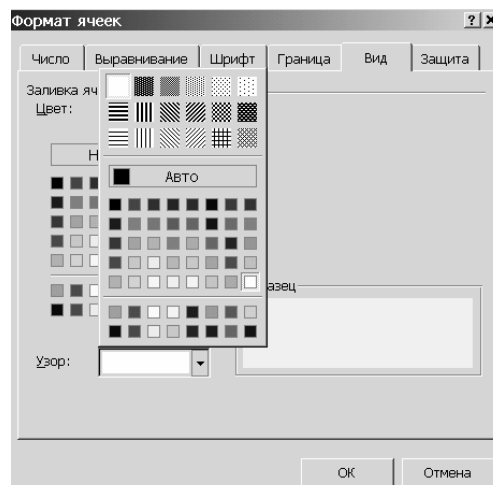 Формат ячеек
Число Выравнивание Шрифт Граница Вид Защита
Заливка яч
Цвет:
Н
Авто
азец
Узор:
ОК Отмена